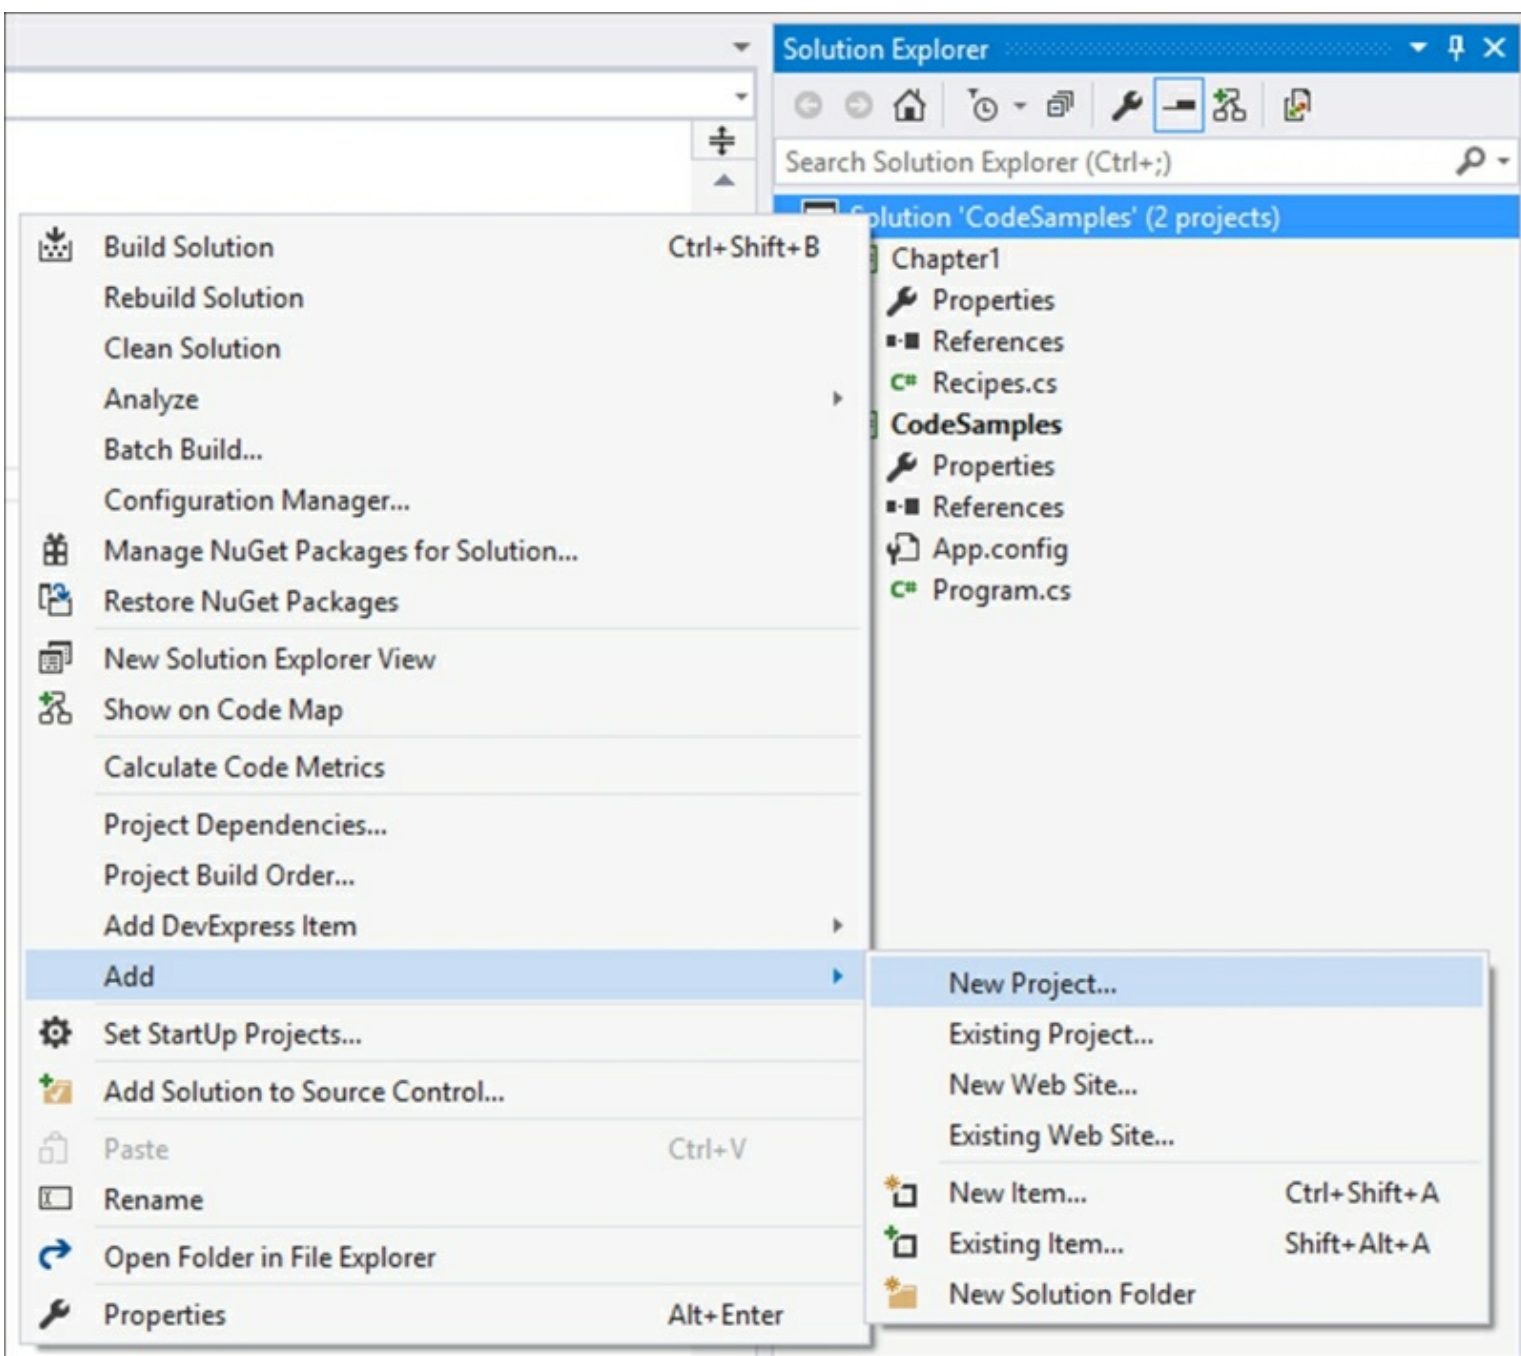 Solution Explorer
Search Solution Explorer (Ctrl+;)
Solution 'CodeSamples' (2 projects)
Chapter1
Properties
References
C# Recipes.cs
CodeSamples
Properties
References
App.config
C# Program.cs
Build Solution Ctrl+Shift+B
Rebuild Solution
Clean Solution
Analyze
Batch Build...
Configuration Manager...
Manage NuGet Packages for Solution...
Restore NuGet Packages
New Solution Explorer View
Show on Code Map
Calculate Code Metrics
Project Dependencies...
Project Build Order...
Add DevExpress Item
Add
Set StartUp Projects...
Add Solution to Source Control...
Paste Ctrl+V
Rename
Open Folder in File Explorer
Properties Alt+Enter
New Project...
Existing Project...
New Web Site...
Existing Web Site...
New Item... Ctrl+Shift+A
Existing Item... Shift+Alt+A
New Solution Folder